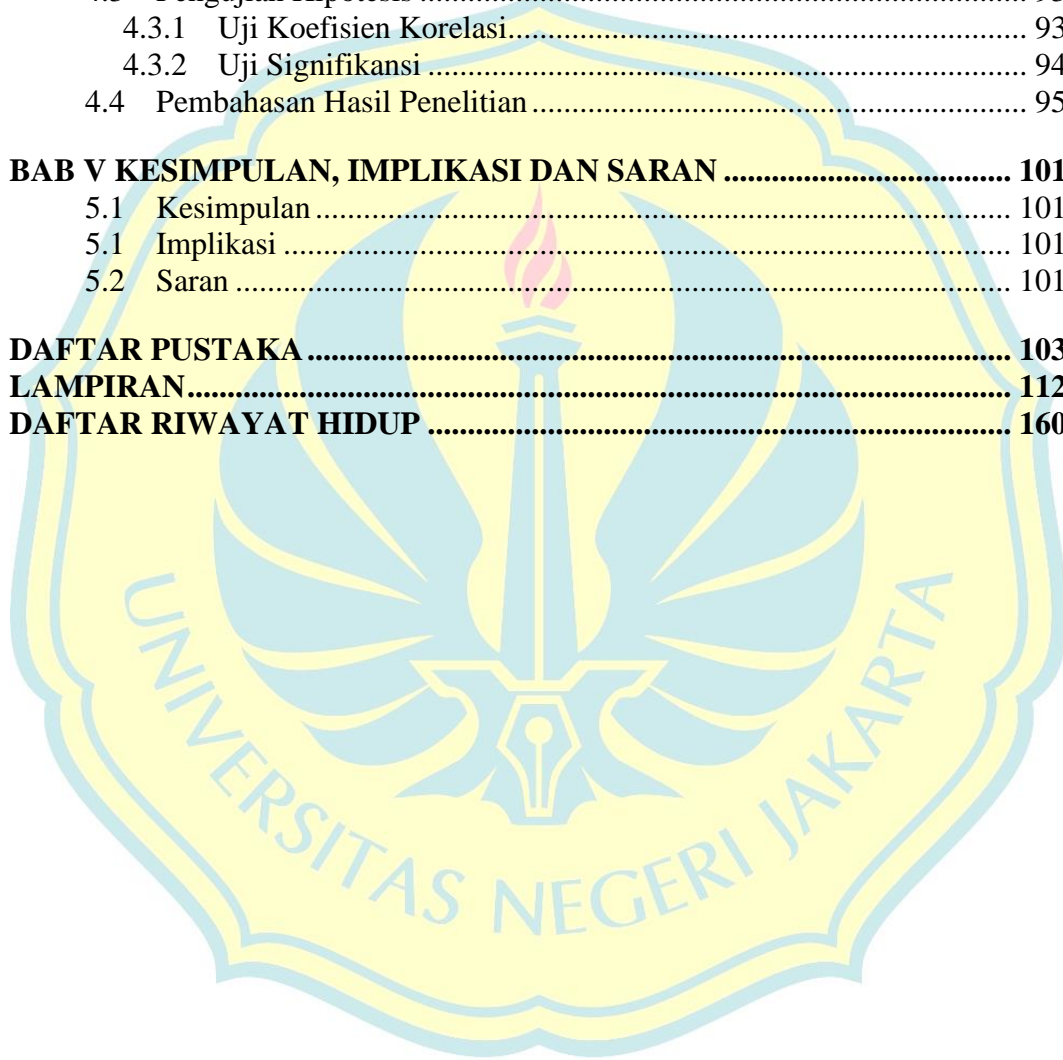 4.3.1 Uji Koefisien Korelasi.................................................................................. 93
4.3.2 Uji Signifikansi ............................................................................................ 94
4.4 Pembahasan Hasil Penelitian ............................................................................ 95
BAB V KESIMPULAN, IMPLIKASI DAN SARAN .................................... 101
5.1 Kesimpulan ........................................................................................................ 101
5.1 Implikasi ............................................................................................................. 101
5.2 Saran .................................................................................................................... 101
DAFTAR PUSTAKA ............................................................................................ 103
LAMPIRAN............................................................................................................ 112
DAFTAR RIWAYAT HIDUP ............................................................................. 160
UNIVERSITAS NEGERI JAKARTA